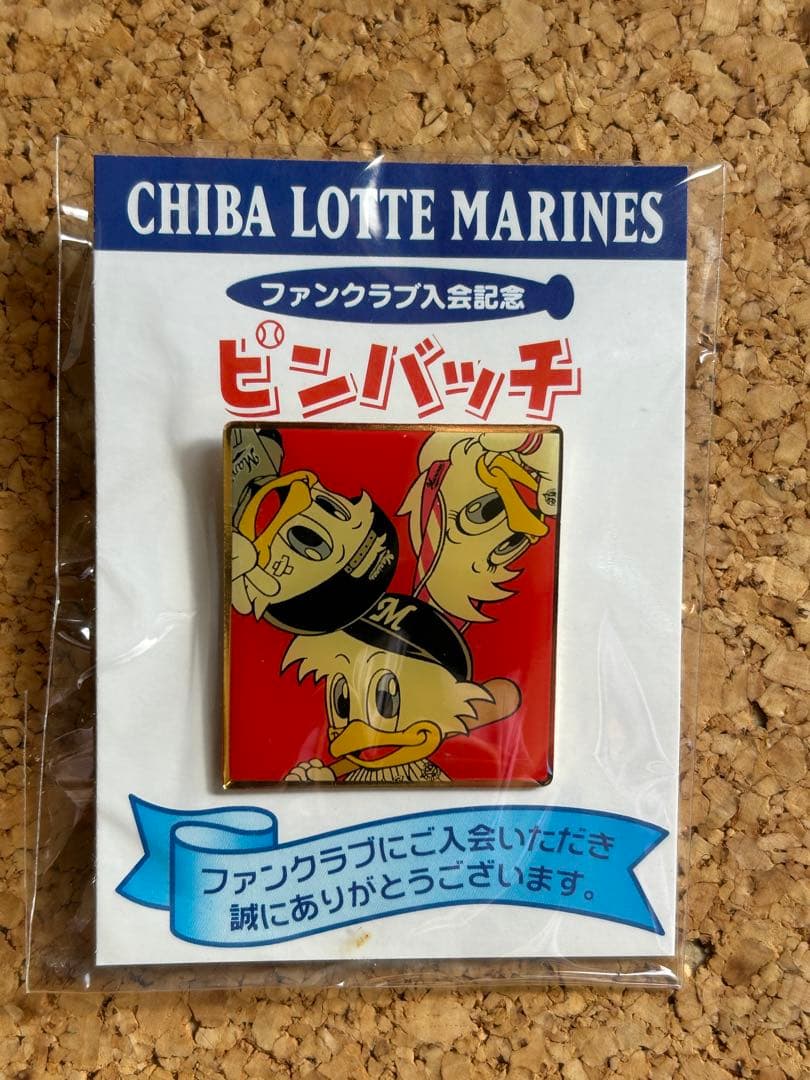 CHIBA LOTTE MARINES
ファンクラブ入会記念
ピンバッチ
M
ファンクラブにご入会いただき
誠にありがとうございます。